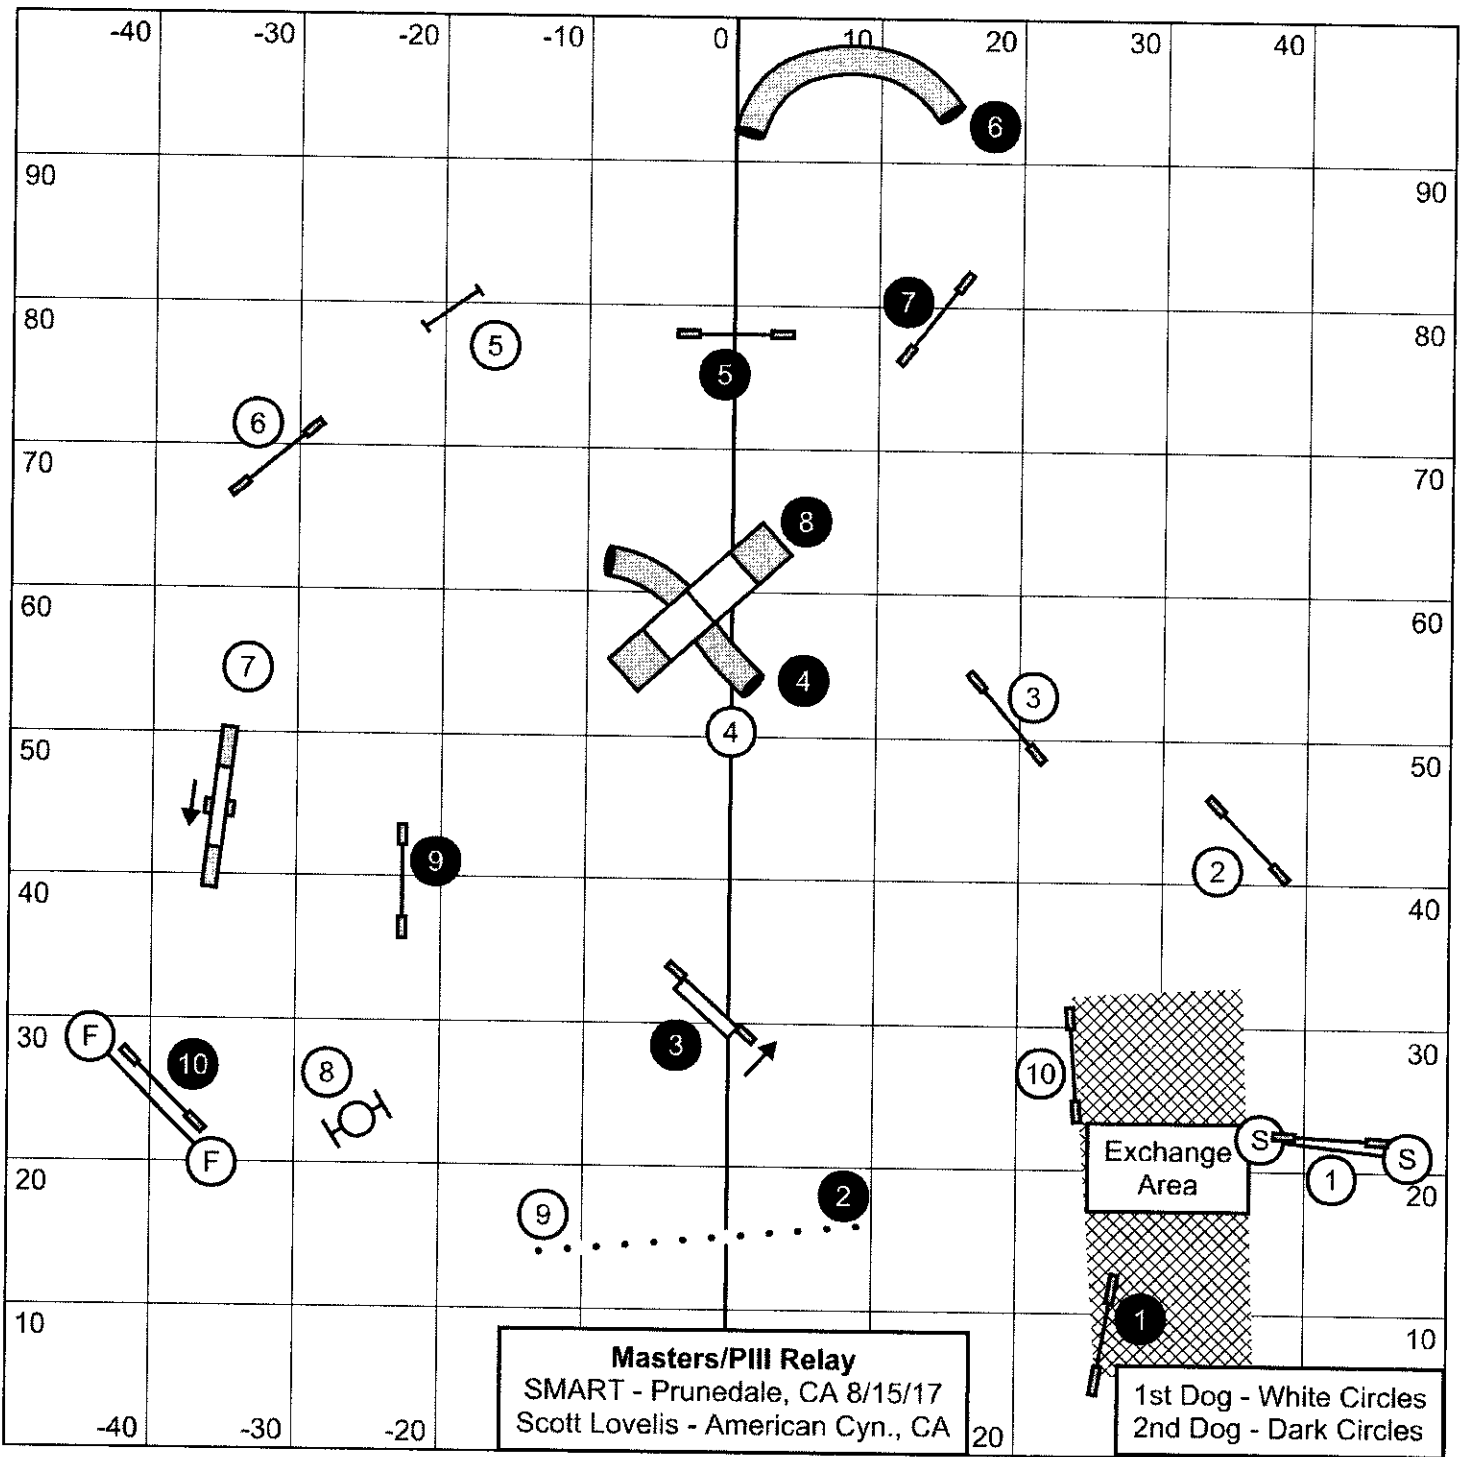 -40 -30 -20 -10 0 10 20 30 40
6
90 90
7
80 80
5
5
6
70 70
8
60 60
7
4
3
4
50 50
9
2
40 40
30 F 10 8 3 10 30
Exchange S
Area
F
1 S
20 20
9 2
10 1 10
Masters/PIII Relay
SMART - Prunedale, CA 8/15/17
Scott Lovelis - American Cyn., CA
1st Dog - White Circles
2nd Dog - Dark Circles
-40 -30 -20 20